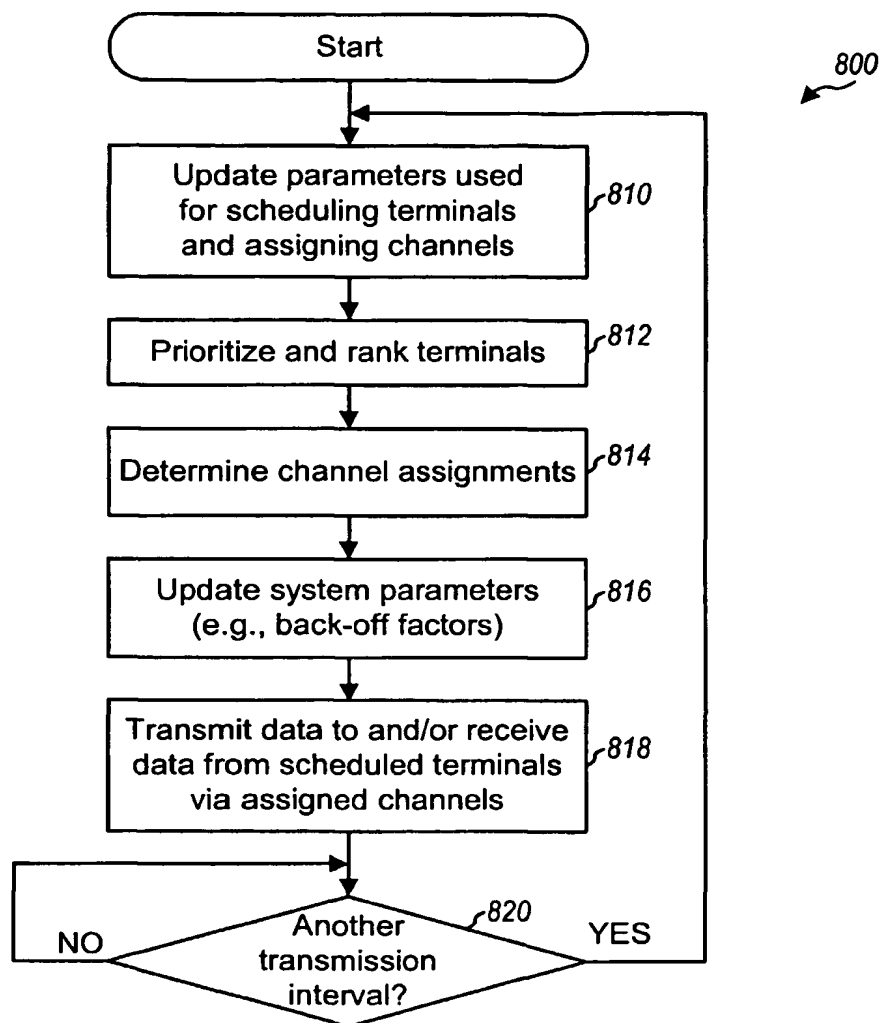 Start
800
Update parameters used
for scheduling terminals
and assigning channels
810
Prioritize and rank terminals
812
Determine channel assignments
814
Update system parameters
(e.g., back-off factors)
816
Transmit data to and/or receive
data from scheduled terminals
via assigned channels
818
820
NO
Another
transmission
interval?
YES